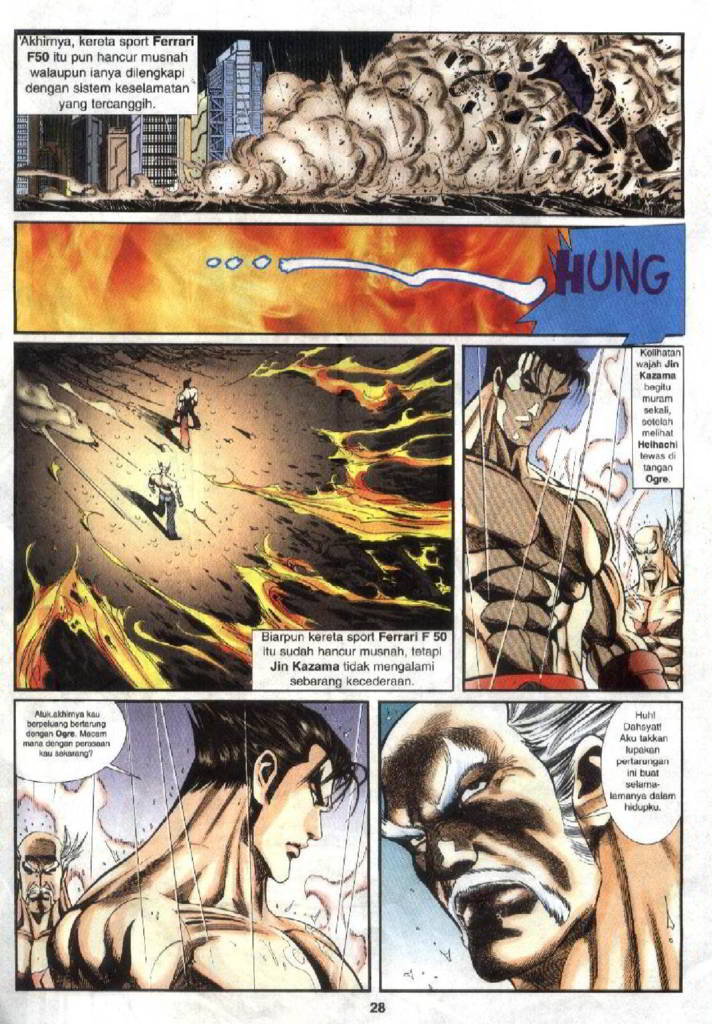 Akhirnya, kereta sport Ferrari
F50 itu pun hancur musnah
walaupun ianya dilengkapi
dengan sistem keselamatan
yang tercanggih.
HUNG
Kelihatan
wajah Jin
Kazama
begitu
muram
sekali,
setelah
melihat
Heihachi
tewas di
tangan
Ogre.
Biarpun kereta sport Ferrari F 50
itu sudah hancur musnah, tetapi
Jin Kazama tidak mengalami
sebarang kecederaan.
Atuk.akhirnya kau
berpeluang bertarung
dengan Ogre. Macam
mana dengan perasaan
kau sekarang?
Huh!
Dahsyat!
Aku takkan
lupakan
pertarungan
ini buat
selama-
lamanya dalam
hidupku.
28